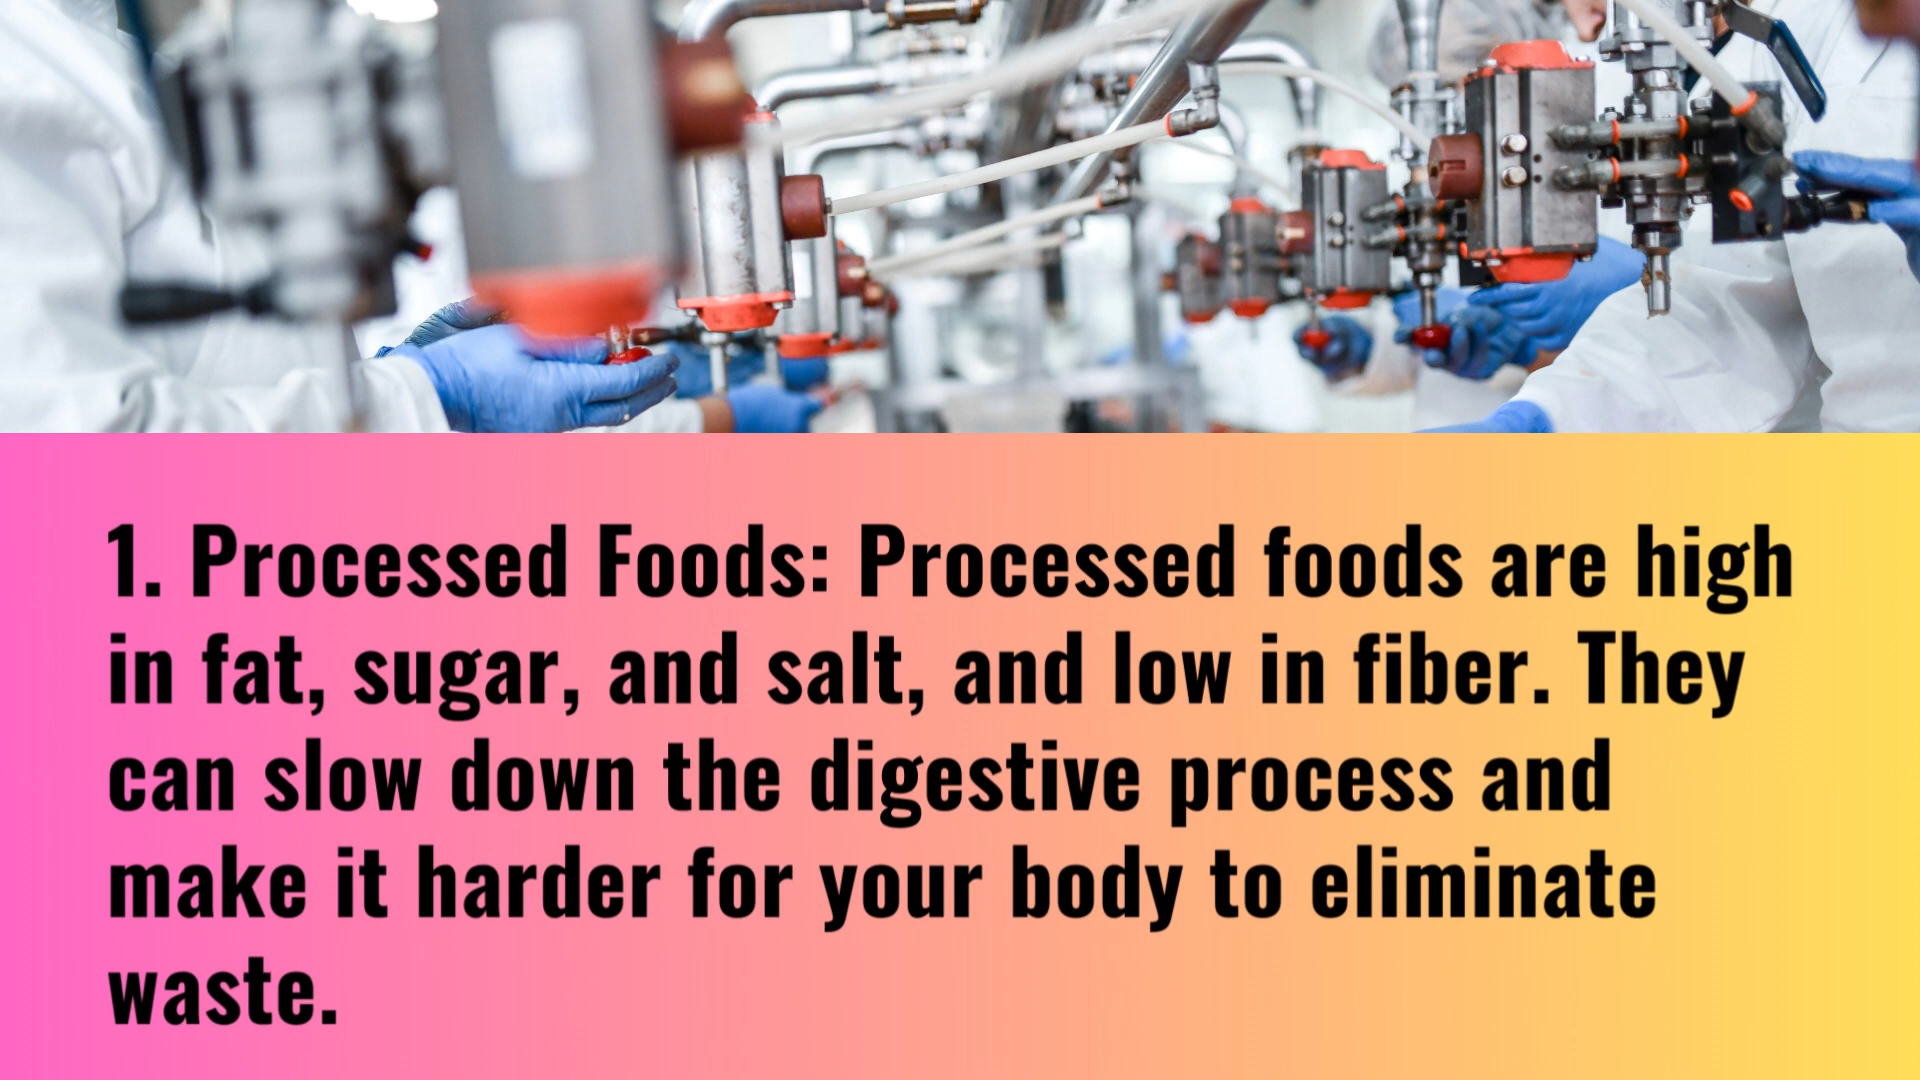 1. Processed Foods: Processed foods are high
in fat, sugar, and salt, and low in fiber. They
can slow down the digestive process and
make it harder for your body to eliminate
waste.